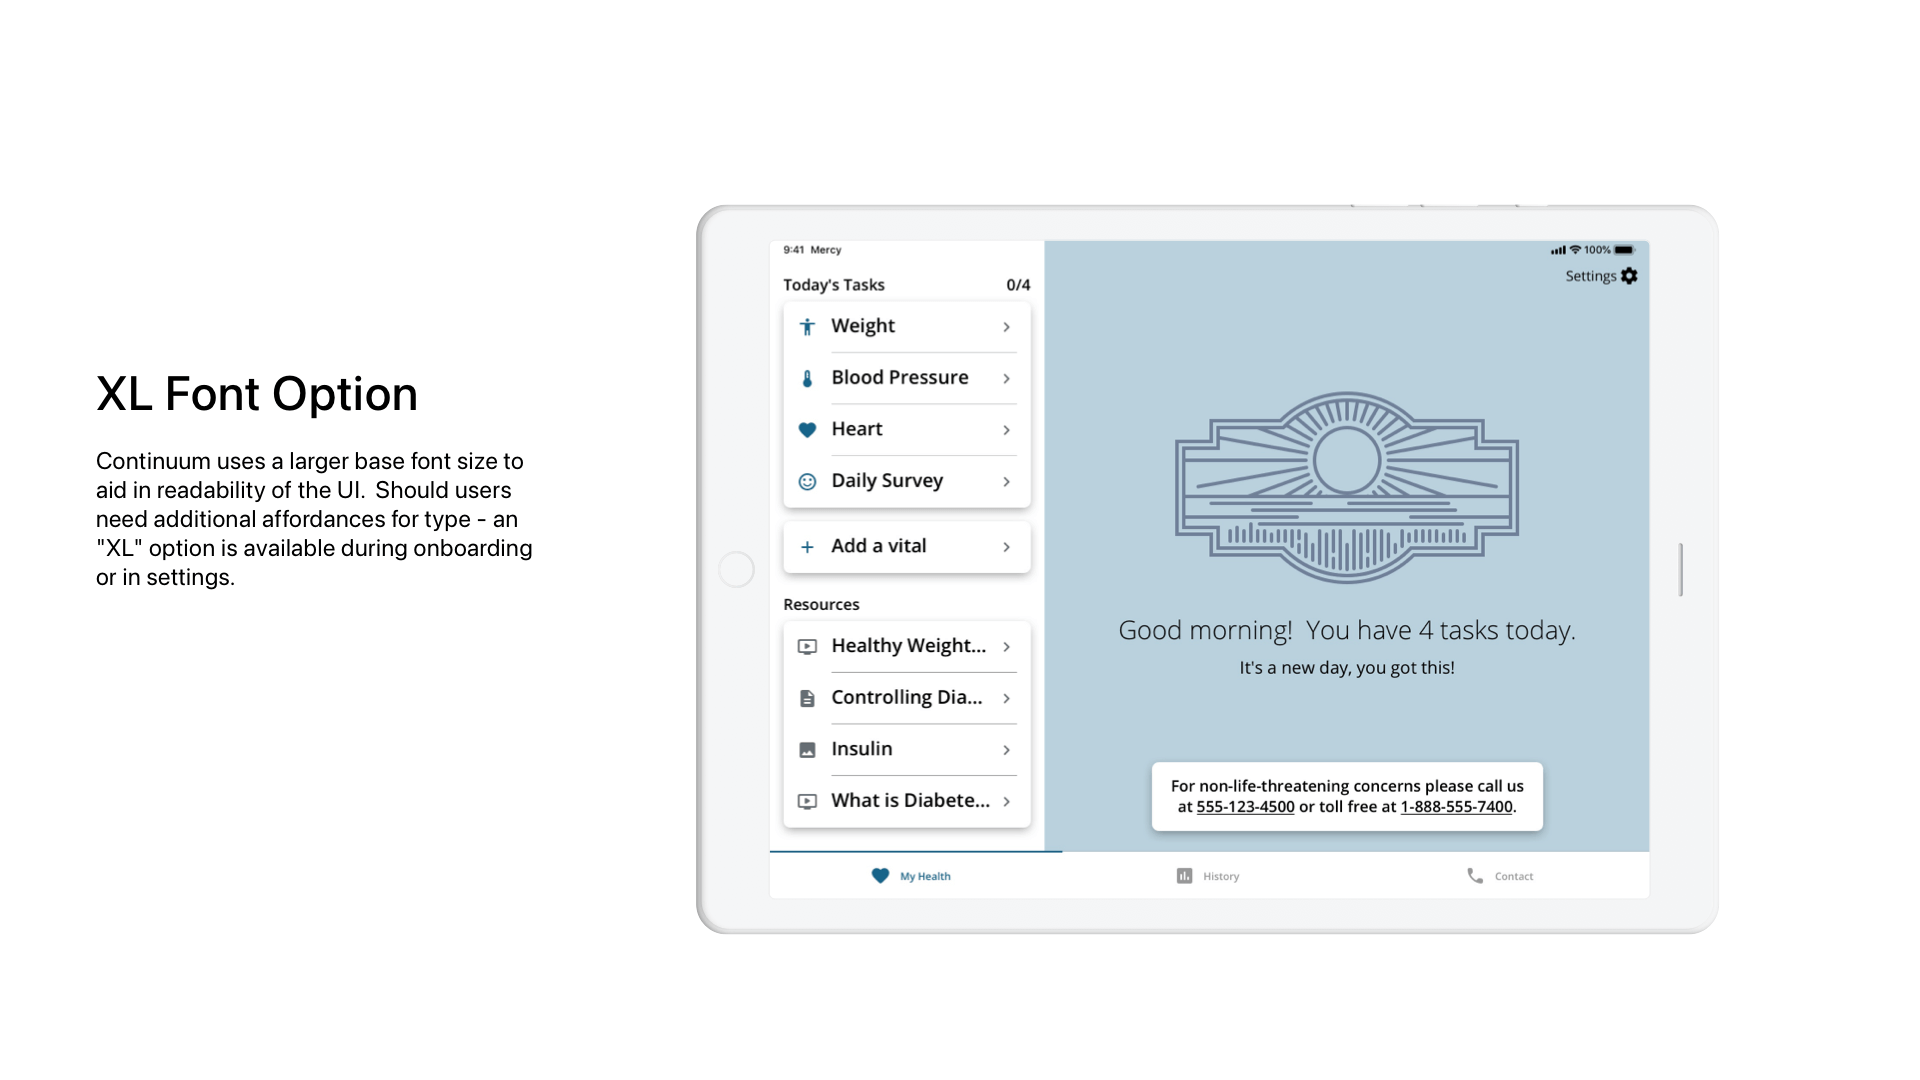 XL Font Option
Continuum uses a larger base font size to
aid in readability of the UI.  Should users
need additional affordances for type - an
"XL" option is available during onboarding
or in settings.
9:41 Mercy
100%
Settings
Today's Tasks 0/4
Weight
Blood Pressure
Heart
Daily Survey
Add a vital
Resources
Healthy Weight...
Controlling Dia...
Insulin
What is Diabete...
Good morning!  You have 4 tasks today.
It's a new day, you got this!
For non-life-threatening concerns please call us
at 555-123-4500 or toll free at 1-888-555-7400.
My Health
History
Contact